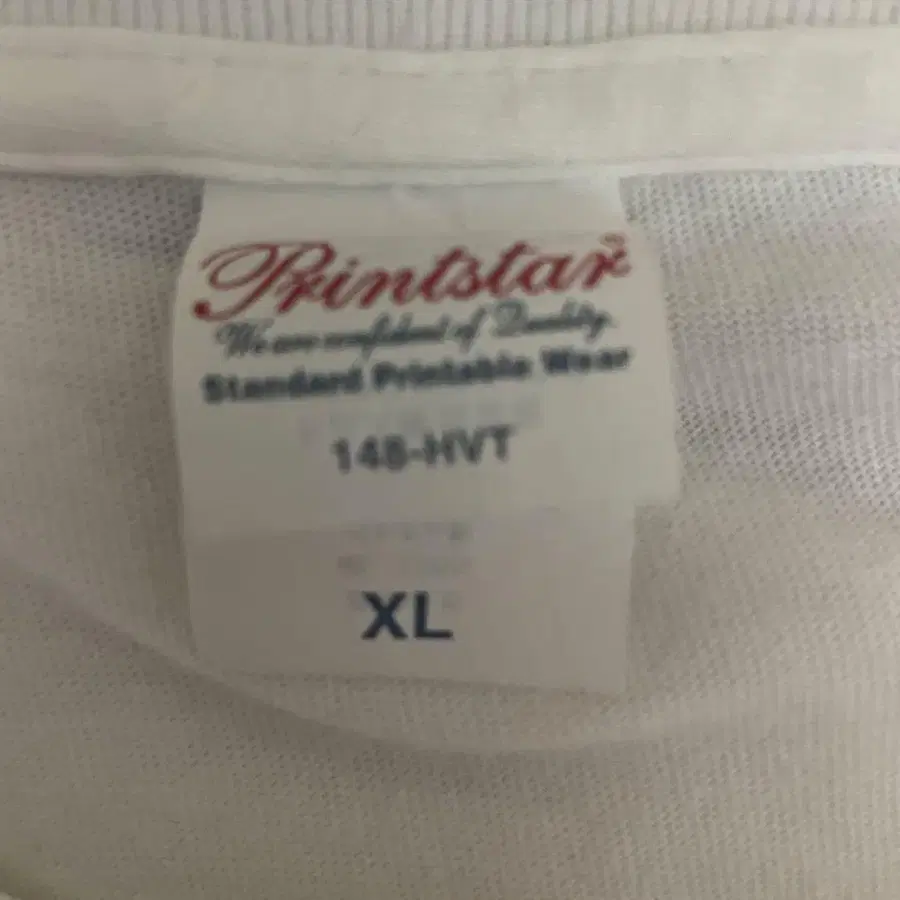 Printstar
We are confident of Quality.
Standard Printable Wear
148-HVT
XL